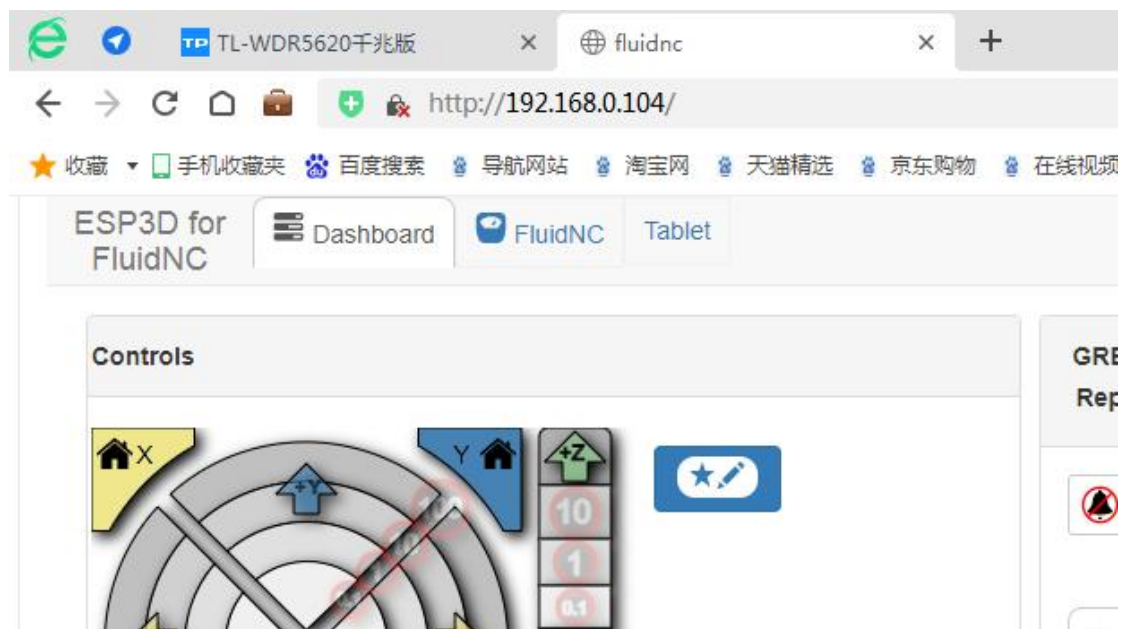 TP TL-WDR5620千兆版 × fluidnc × +
http://192.168.0.104/
收藏 手机收藏夹 百度搜索 导航网站 淘宝网 天猫精选 京东购物 在线视频
ESP3D for FluidNC
Dashboard FluidNC Tablet
Controls
GRE
Rep
X Y +Z
+Y
100
10
10
1
0.1